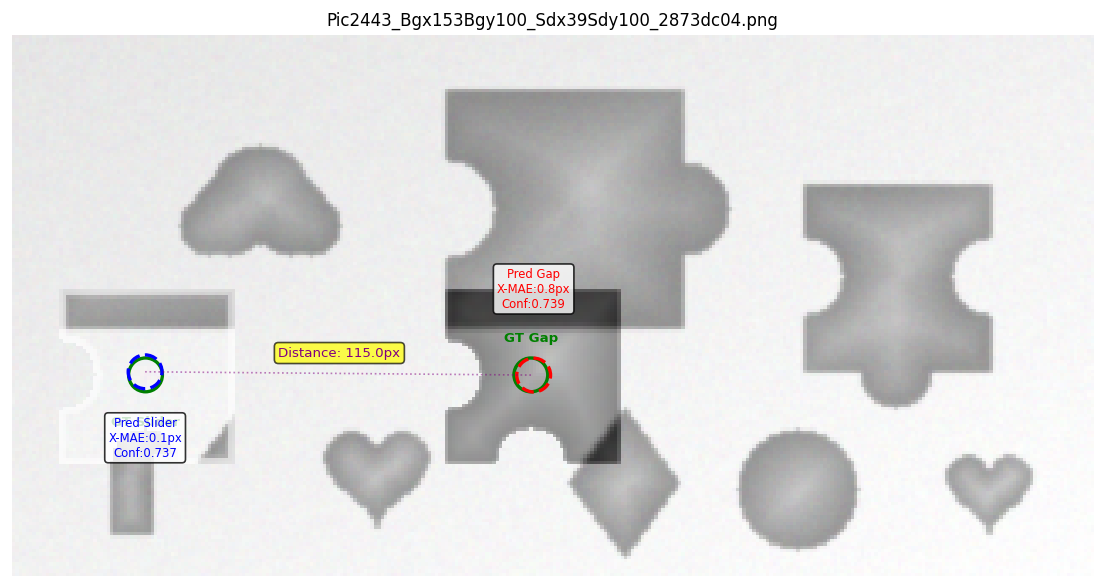 Pic2443_Bgx153Bgy100_Sdx39Sdy100_2873dc04.png
Pred Gap
X-MAE:0.8px
Conf:0.739
GT Gap
Distance: 115.0px
Pred Slider
X-MAE:0.1px
Conf:0.737